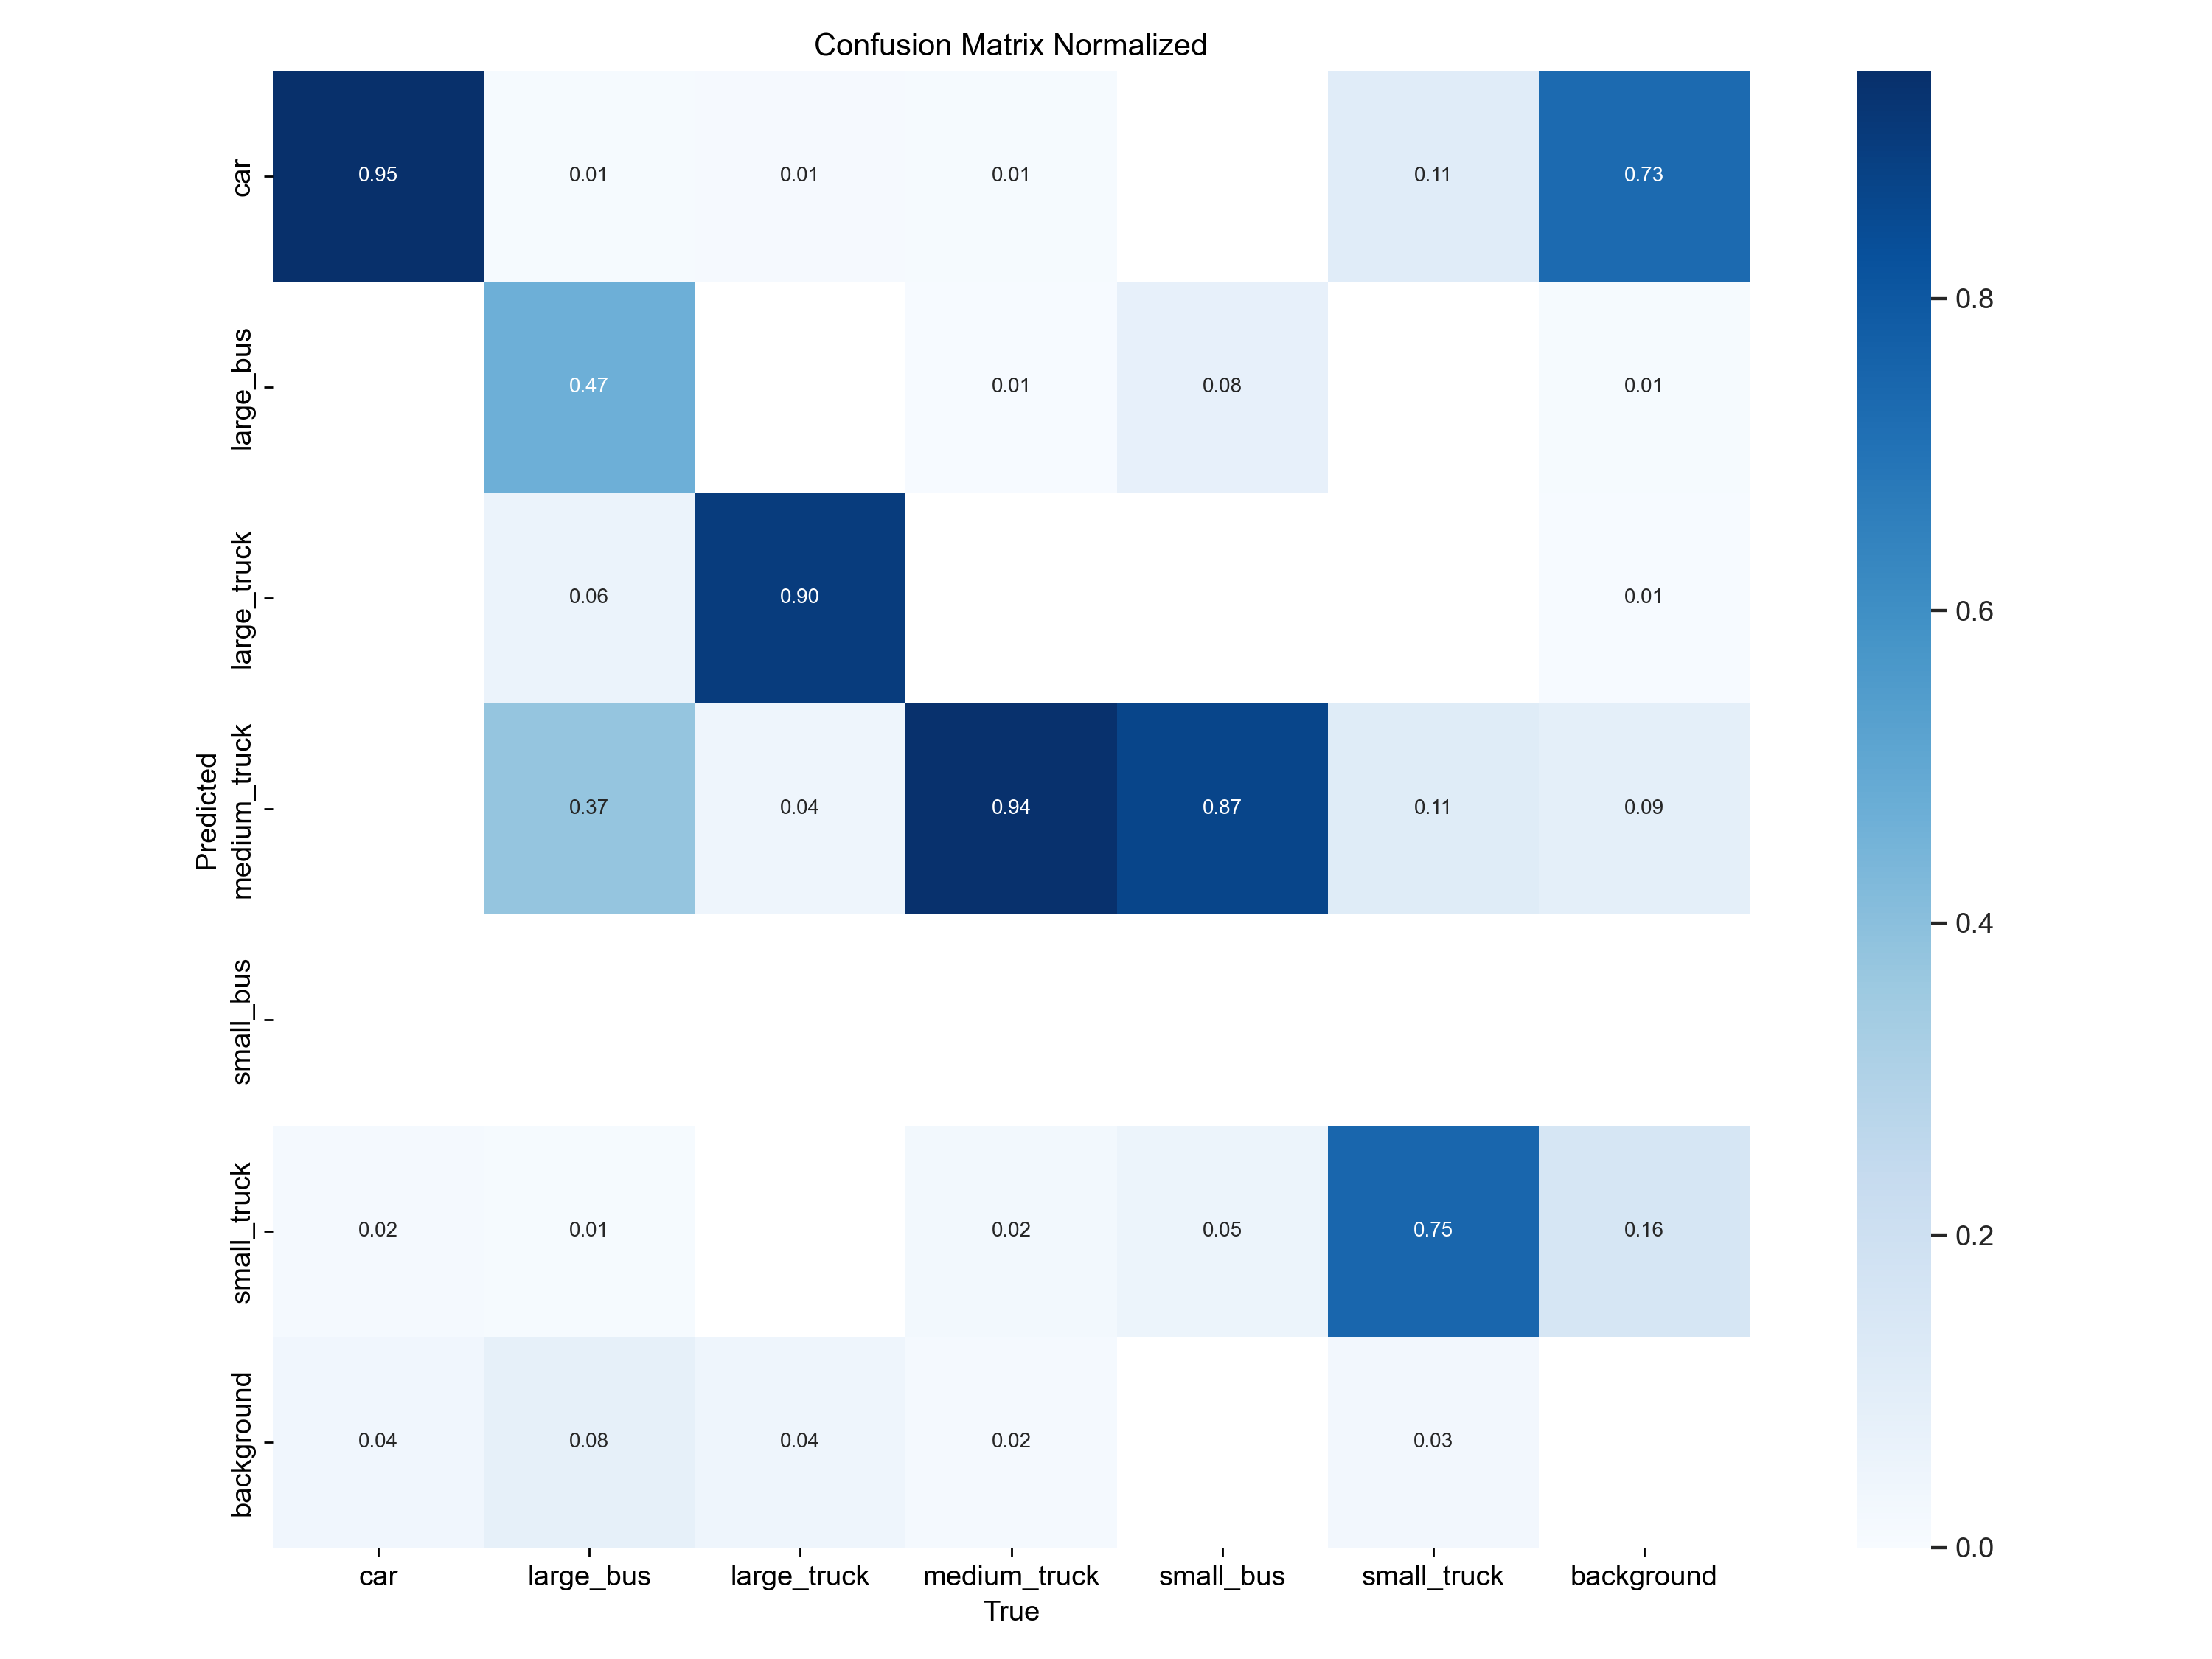 Confusion Matrix Normalized
car
0.95
0.01
0.01
0.01
0.11
0.73
large_bus
0.47
0.01
0.08
0.01
large_truck
0.06
0.90
0.01
medium_truck
0.37
0.04
0.94
0.87
0.11
0.09
small_bus
small_truck
0.02
0.01
0.02
0.05
0.75
0.16
background
0.04
0.08
0.04
0.02
0.03
Predicted
car
large_bus
large_truck
medium_truck
small_bus
small_truck
background
True
0.8
0.6
0.4
0.2
0.0